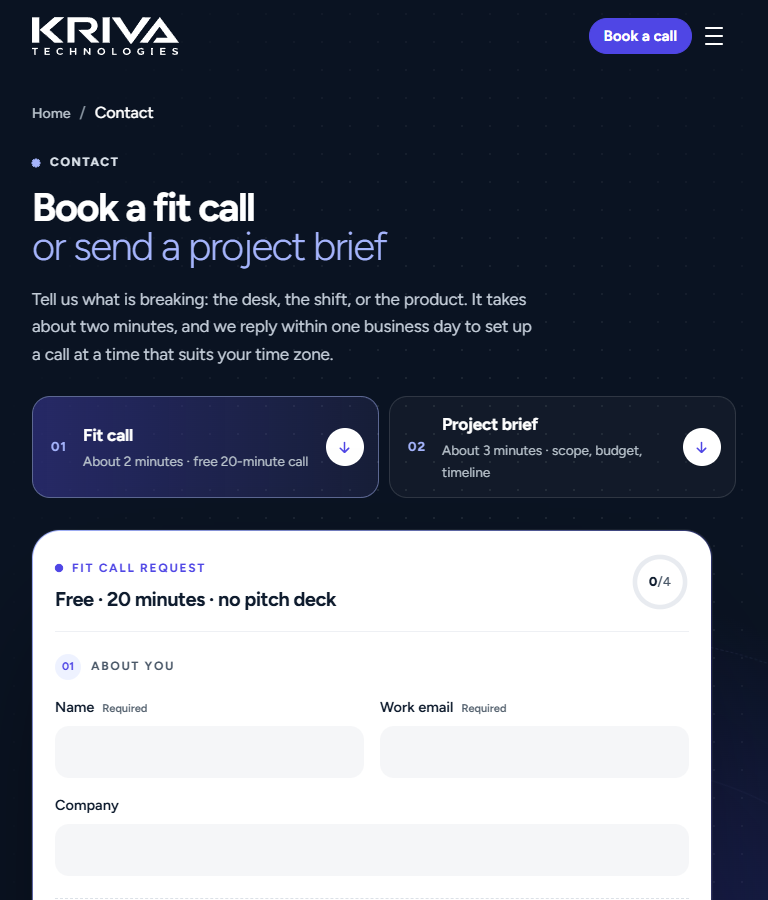 KRIVA
TECHNOLOGIES
Book a call
Home / Contact
CONTACT
Book a fit call
or send a project brief
Tell us what is breaking: the desk, the shift, or the product. It takes
about two minutes, and we reply within one business day to set up
a call at a time that suits your time zone.
01
Fit call
About 2 minutes · free 20-minute call
02
Project brief
About 3 minutes · scope, budget,
timeline
FIT CALL REQUEST
Free · 20 minutes · no pitch deck
0/4
01 ABOUT YOU
Name Required
Work email Required
Company